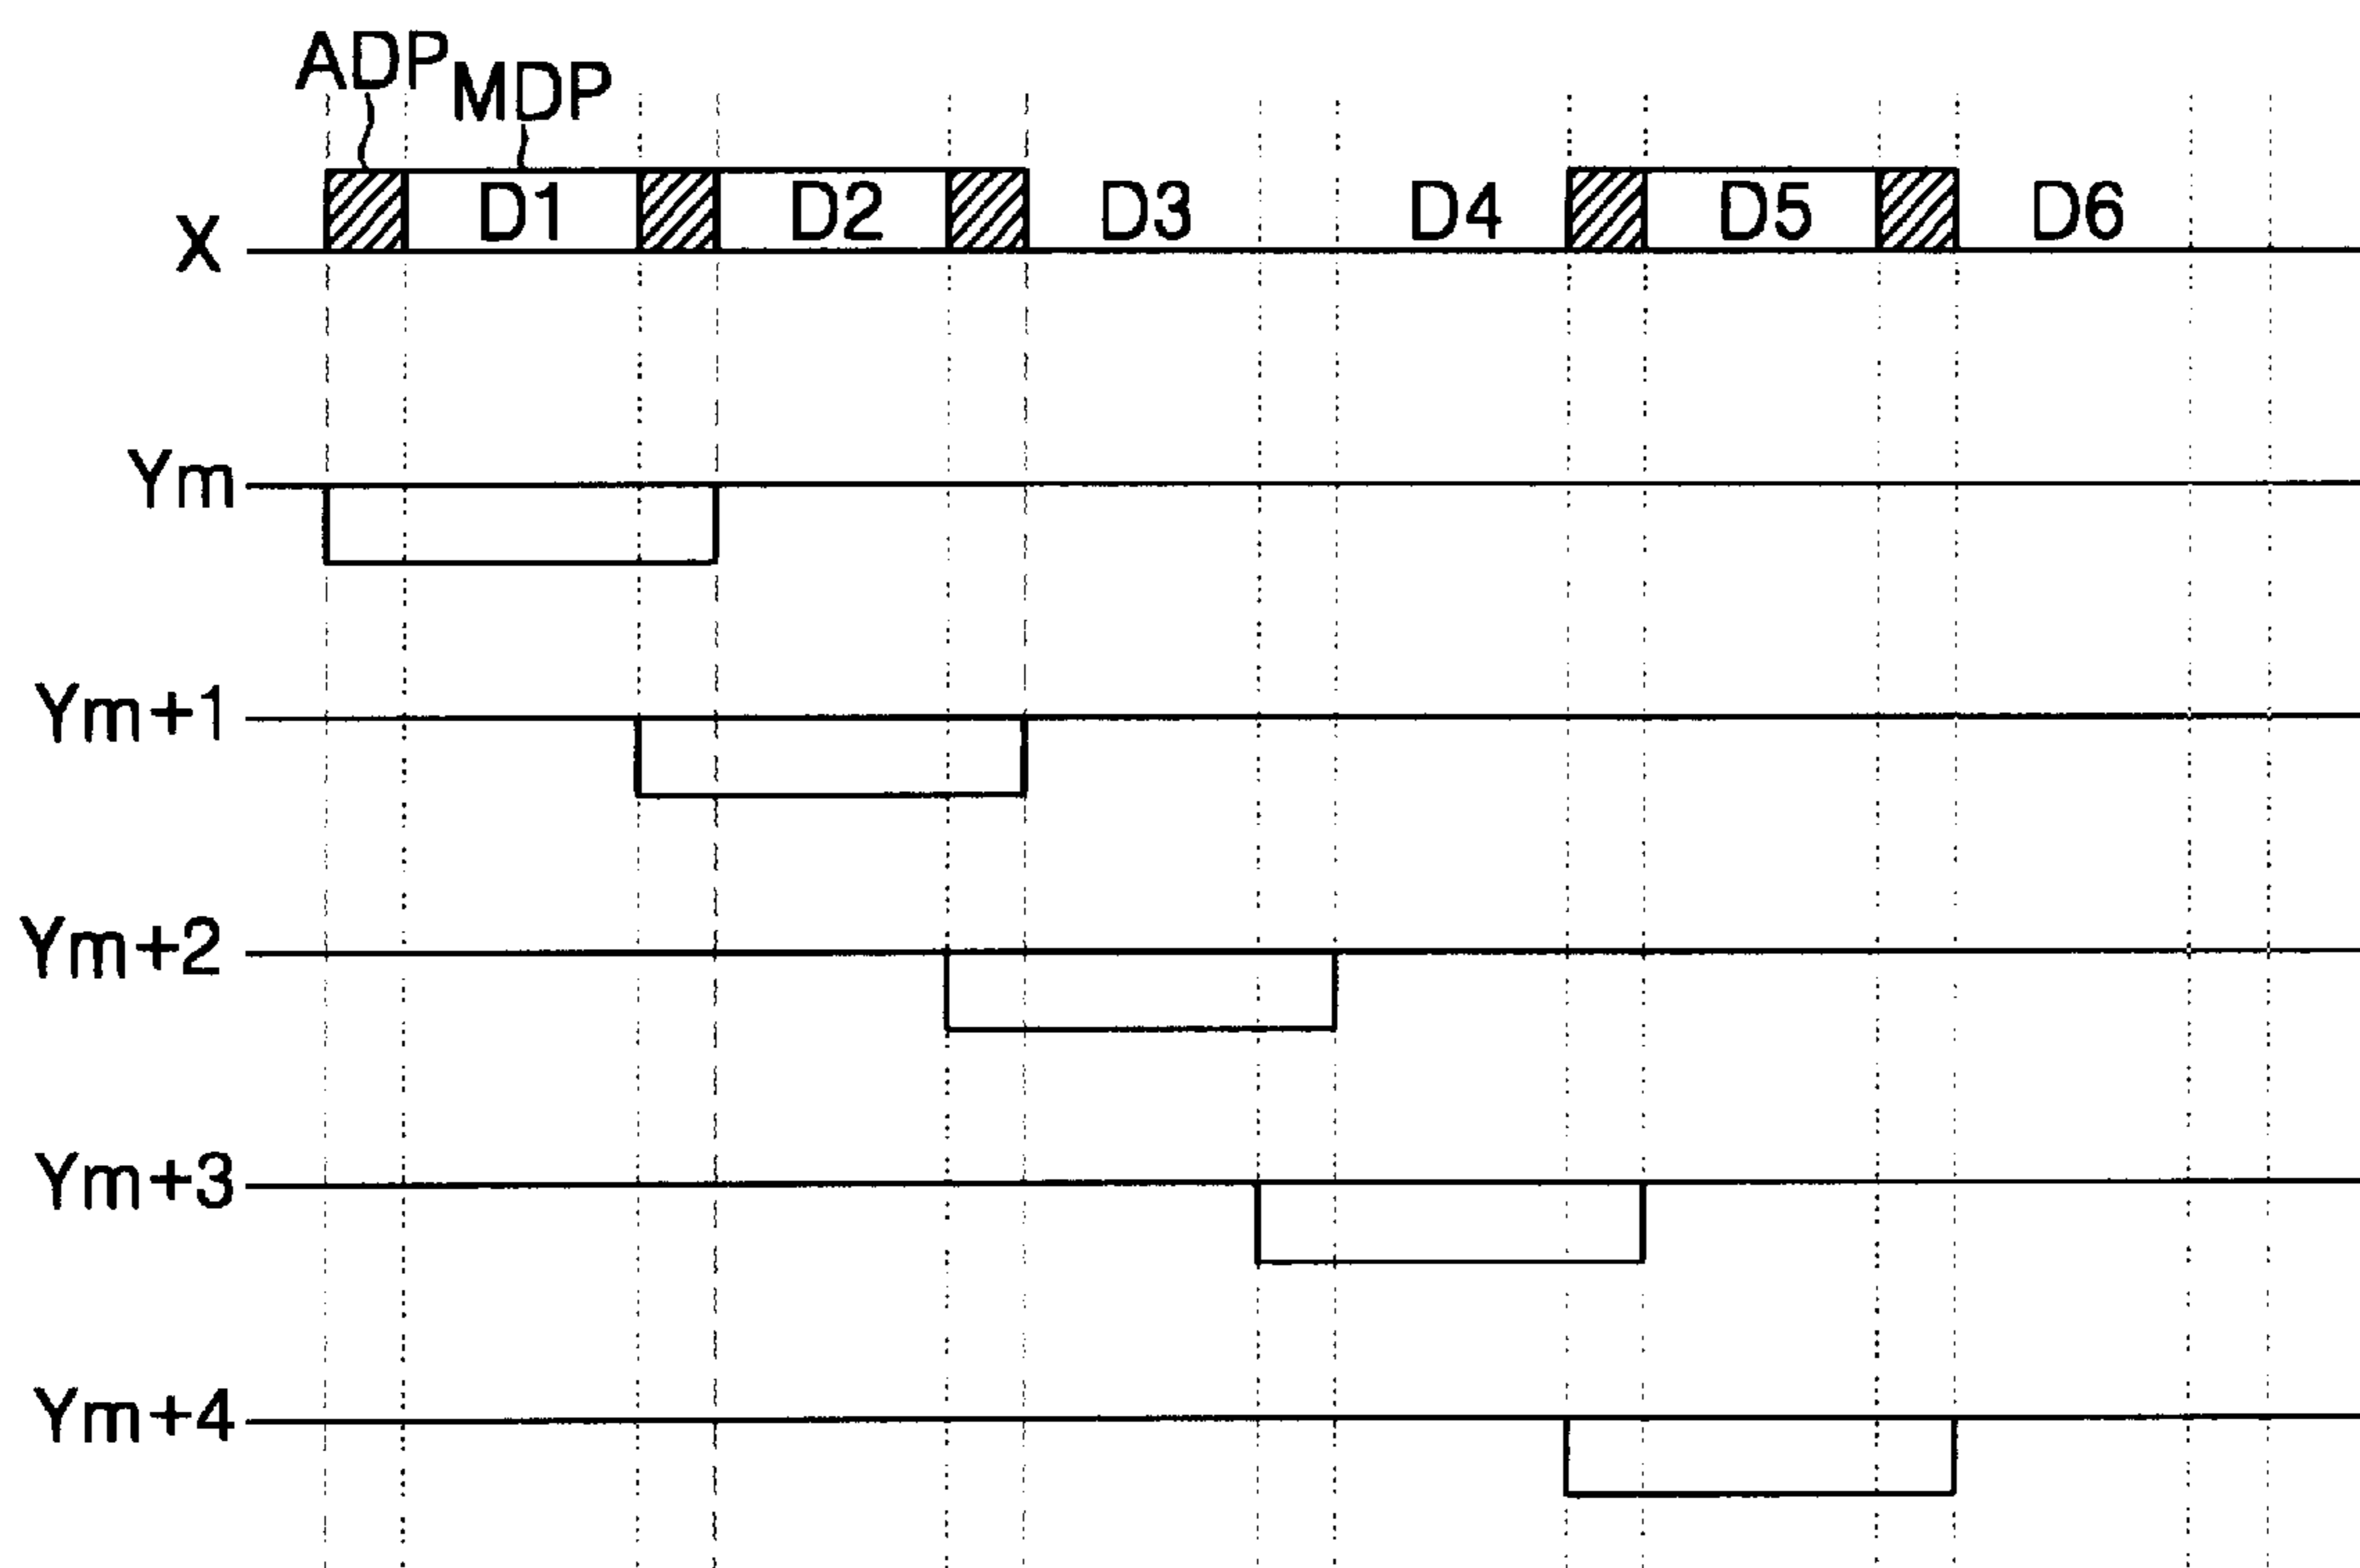 ADP
MDP
X D1 D2 D3 D4 D5 D6
Ym
Ym+1
Ym+2
Ym+3
Ym+4